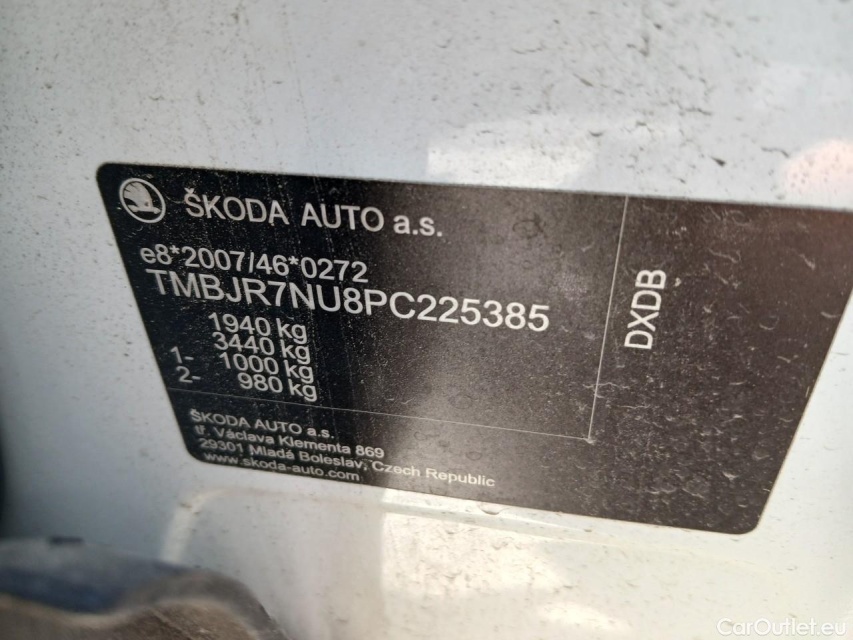 ŠKODA AUTO a.s.
e8*2007/46*0272
TMBJR7NU8PC225385
1940 kg
3440 kg
1- 1000 kg
2- 980 kg
DXDB
ŠKODA AUTO a.s.
tř. Václava Klementa 869
29301 Mladá Boleslav, Czech Republic
www.skoda-auto.com
CarOutlet.eu